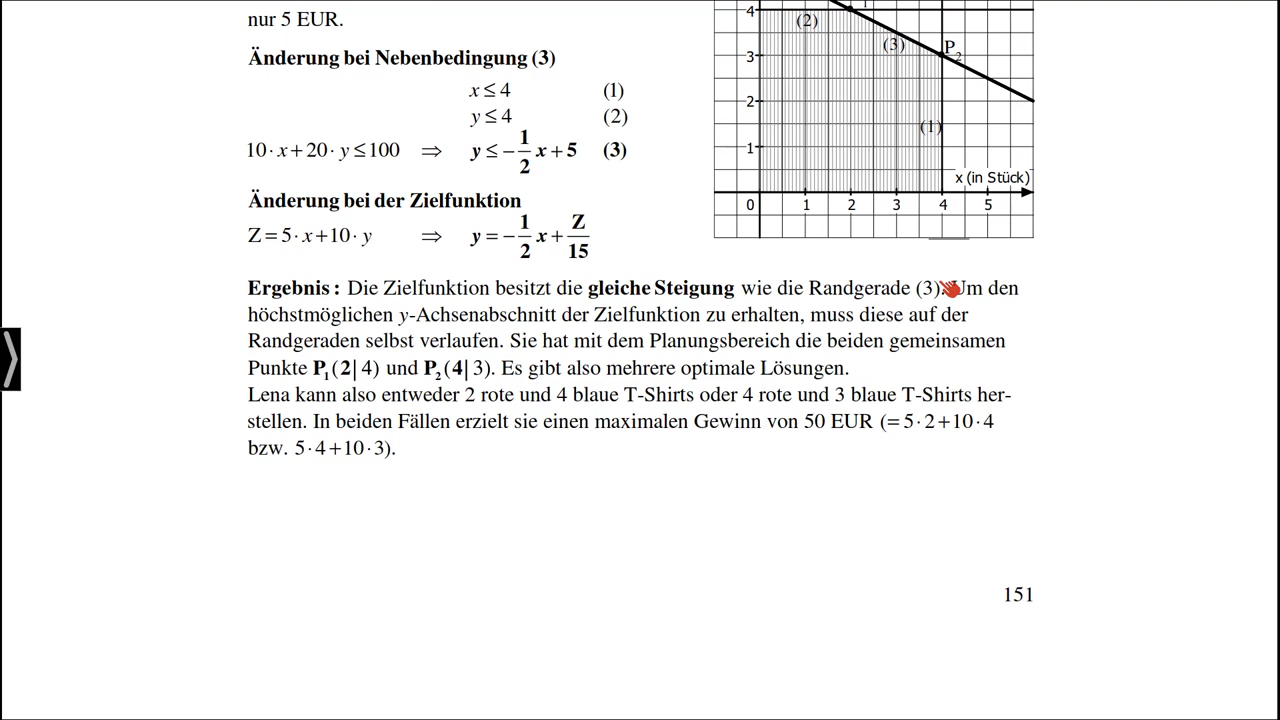 nur 5 EUR.
Änderung bei Nebenbedingung (3)
x ≤ 4 (1)
y ≤ 4 (2)
10·x+20·y ≤ 100 ⇒ y ≤ −1/2 x+5 (3)
Änderung bei der Zielfunktion
Z=5·x+10·y ⇒ y = −1/2 x+ Z/15
4
(2)
(3)
P2
3
2
(1)
1
x (in Stück)
0 1 2 3 4 5
Ergebnis: Die Zielfunktion besitzt die gleiche Steigung wie die Randgerade (3). Um den
höchstmöglichen y-Achsenabschnitt der Zielfunktion zu erhalten, muss diese auf der
Randgeraden selbst verlaufen. Sie hat mit dem Planungsbereich die beiden gemeinsamen
Punkte P1(2|4) und P2(4|3). Es gibt also mehrere optimale Lösungen.
Lena kann also entweder 2 rote und 4 blaue T-Shirts oder 4 rote und 3 blaue T-Shirts her-
stellen. In beiden Fällen erzielt sie einen maximalen Gewinn von 50 EUR (=5·2+10·4
bzw. 5·4+10·3).
151